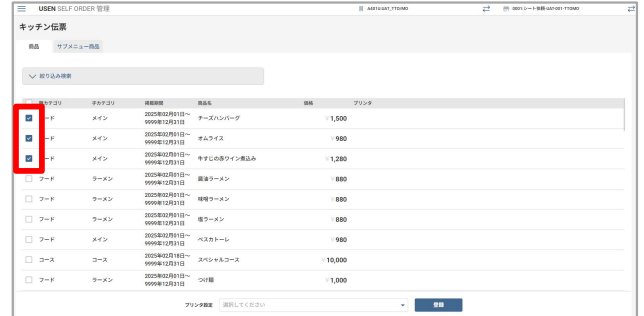 USEN SELF ORDER 管理 A4874:UAT_TTO/MO 0001:シート依頼-UAT-001-TTO/MO
キッチン伝票
商品 サブメニュー商品
絞り込み検索
親カテゴリ 子カテゴリ 掲載期間 商品名 価格 プリンタ
フード メイン 2025年02月01日～ チーズハンバーグ ¥1,500
9999年12月31日
フード メイン 2025年02月01日～ オムライス ¥980
9999年12月31日
フード メイン 2025年02月01日～ 牛すじの赤ワイン煮込み ¥1,280
9999年12月31日
フード ラーメン 2025年02月01日～ 醤油ラーメン ¥880
9999年12月31日
フード ラーメン 2025年02月01日～ 味噌ラーメン ¥880
9999年12月31日
フード ラーメン 2025年02月01日～ 塩ラーメン ¥880
9999年12月31日
フード メイン 2025年02月01日～ ペスカトーレ ¥980
9999年12月31日
コース コース 2025年02月18日～ スペシャルコース ¥10,000
9999年12月31日
フード ラーメン 2025年02月01日～ つけ麺 ¥1,000
9999年12月31日
プリンタ設定 選択してください 登録